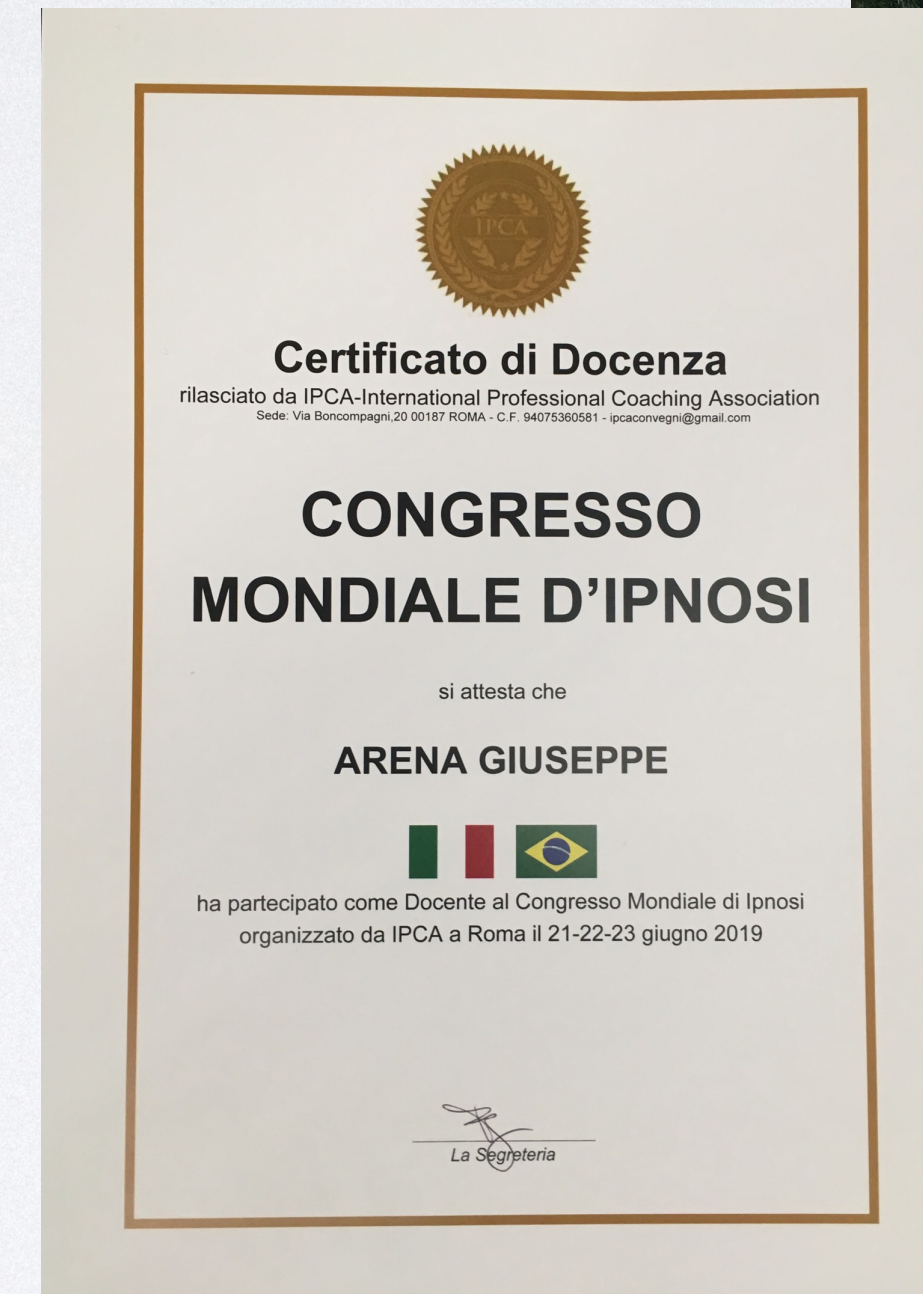 IPCA
Certificato di Docenza
rilasciato da IPCA-International Professional Coaching Association
Sede: Via Boncompagni,20 00187 ROMA - C.F. 94075360581 - ipcaconvegni@gmail.com
CONGRESSO
MONDIALE D’IPNOSI
si attesta che
ARENA GIUSEPPE
ha partecipato come Docente al Congresso Mondiale di Ipnosi
organizzato da IPCA a Roma il 21-22-23 giugno 2019
La Segreteria